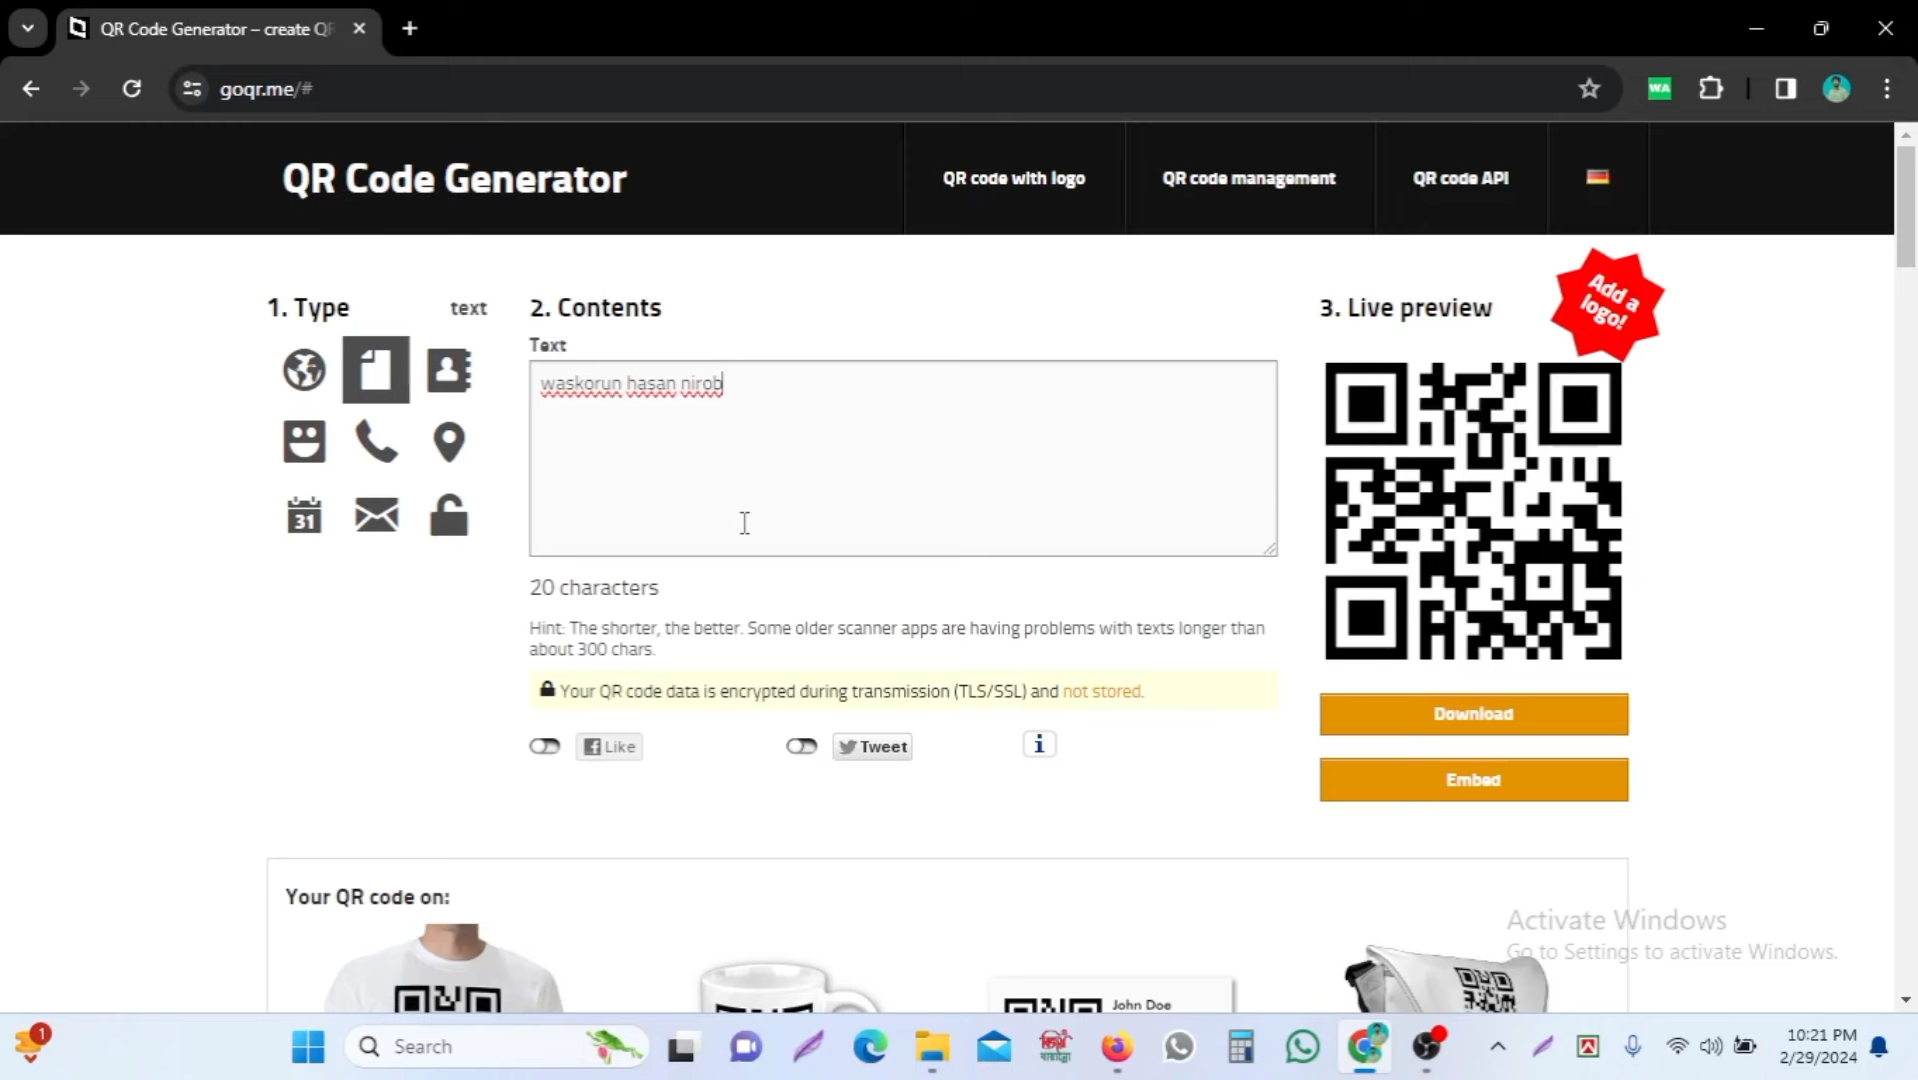 QR Code Generator – create QR
goqr.me/#
WA
QR Code Generator
QR code with logo
QR code management
QR code API
1. Type
text
2. Contents
3. Live preview
Add a
logo!
Text
waskorun hasan nirob
31
20 characters
Hint: The shorter, the better. Some older scanner apps are having problems with texts longer than
about 300 chars.
Your QR code data is encrypted during transmission (TLS/SSL) and not stored.
Like
Tweet
i
Download
Embed
Your QR code on:
John Doe
Activate Windows
Go to Settings to activate Windows.
1
Search
10:21 PM
2/29/2024